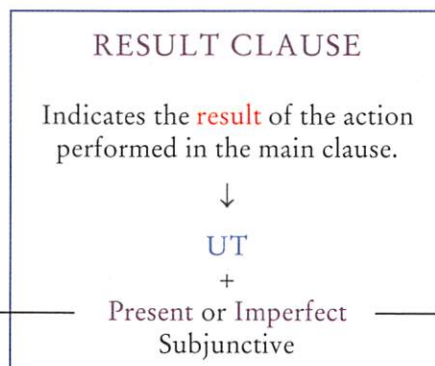 RESULT CLAUSE
Indicates the result of the action
performed in the main clause.
↓
UT
+
Present or Imperfect
Subjunctive